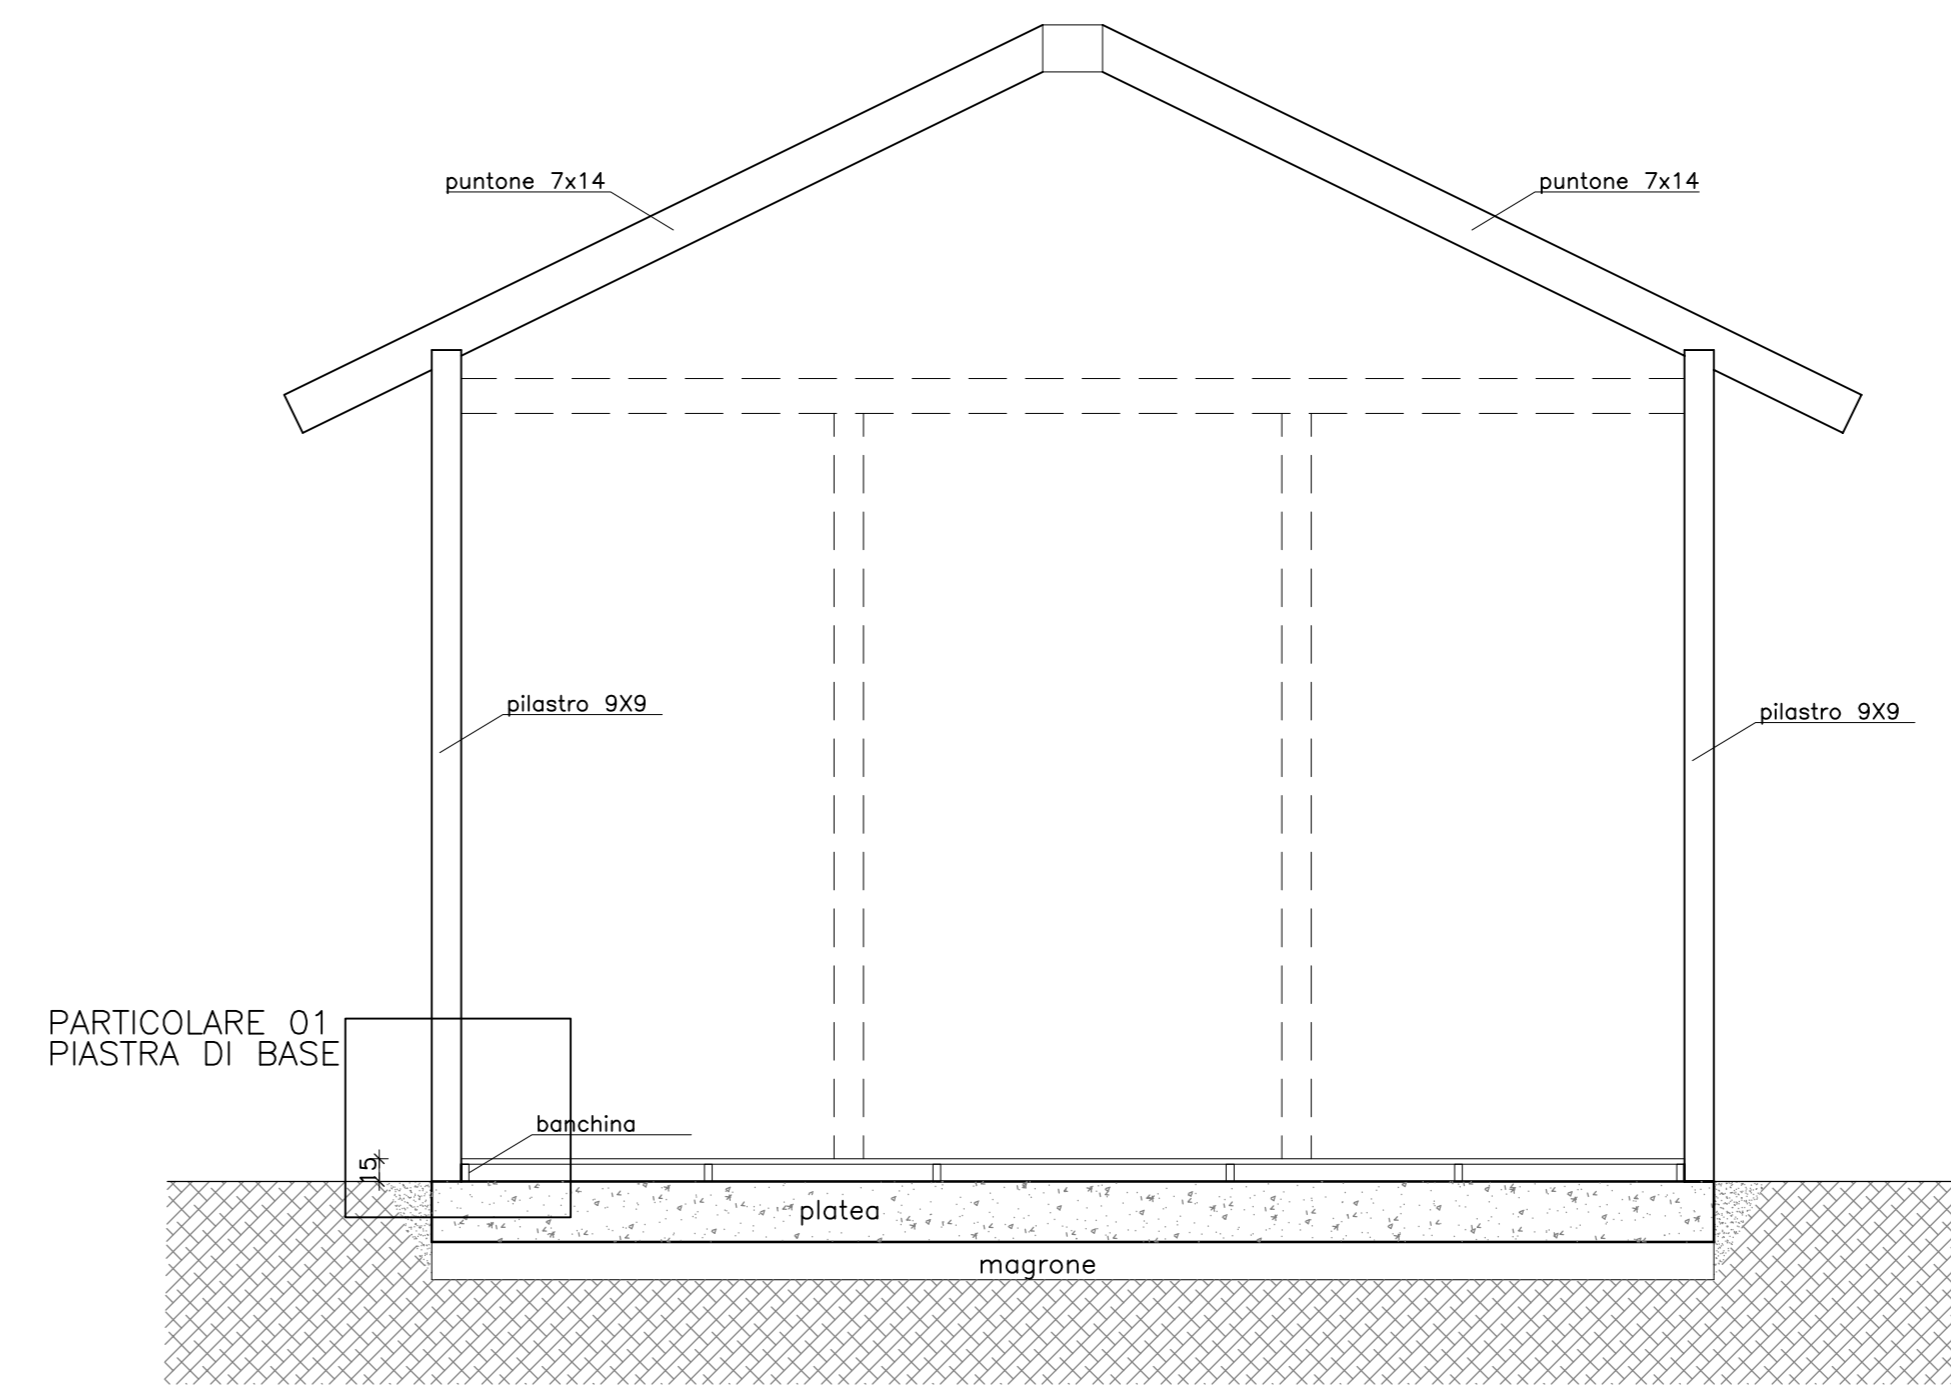 puntone 7x14
puntone 7x14
pilastro 9X9
pilastro 9X9
PARTICOLARE 01
PIASTRA DI BASE
banchina
15
platea
magrone